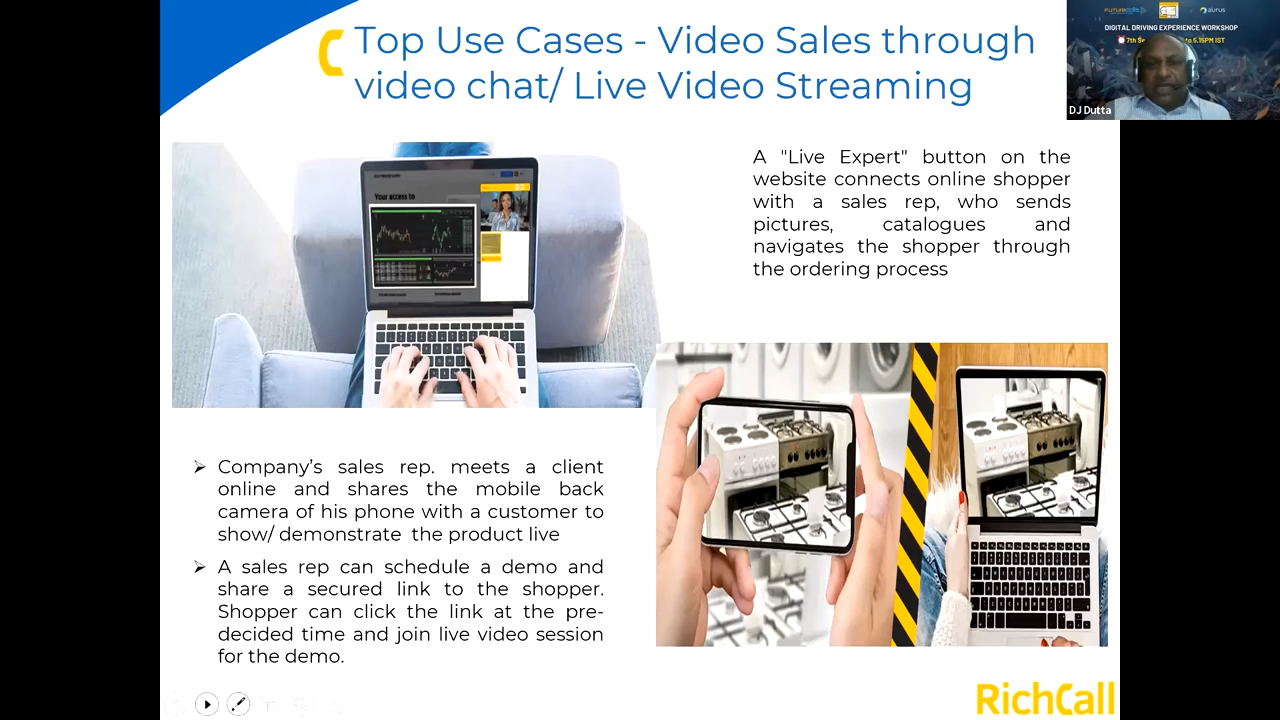 Top Use Cases - Video Sales through
video chat/ Live Video Streaming
DIGITAL DRIVING EXPERIENCE WORKSHOP
DJ Dutta
A "Live Expert" button on the
website connects online shopper
with a sales rep, who sends
pictures, catalogues and
navigates the shopper through
the ordering process
Your access to
➢ Company’s sales rep. meets a client
online and shares the mobile back
camera of his phone with a customer to
show/ demonstrate the product live
➢ A sales rep can schedule a demo and
share a secured link to the shopper.
Shopper can click the link at the pre-
decided time and join live video session
for the demo.
RichCall